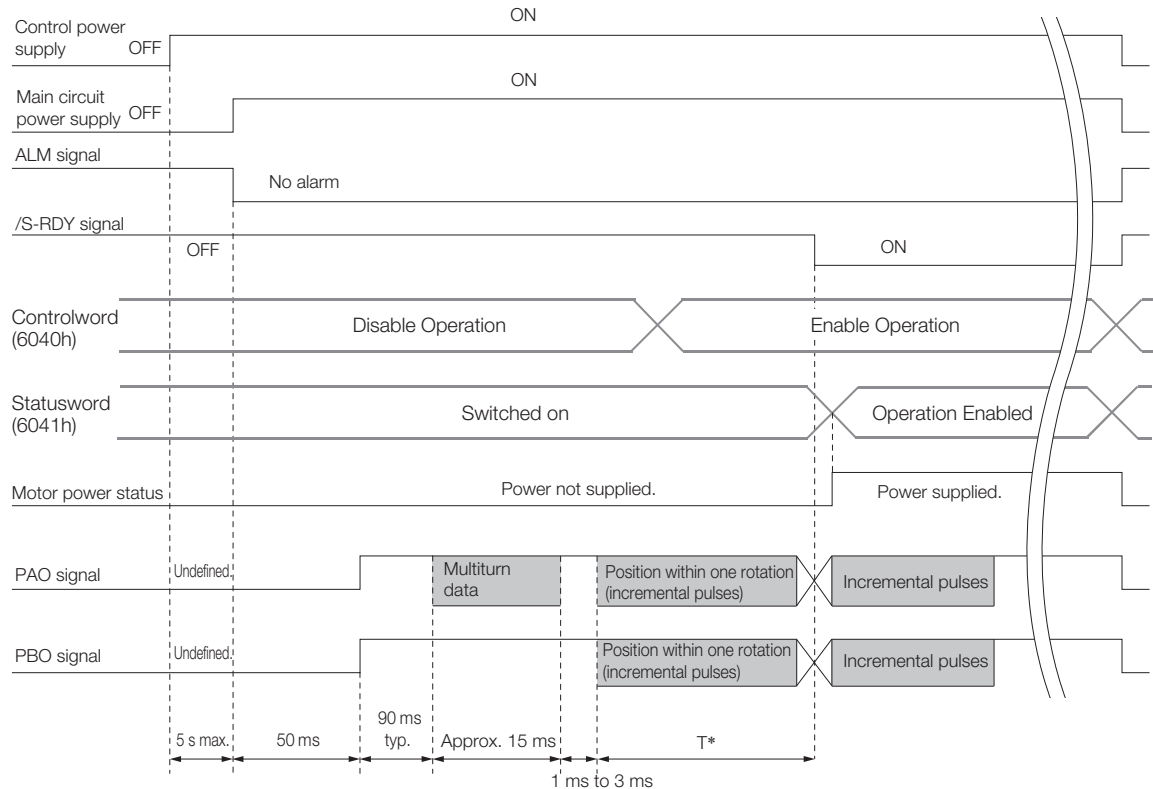 ON
Control power
supply OFF
ON
Main circuit
power supply OFF
ALM signal
No alarm
/S-RDY signal
OFF
ON
Controlword
(6040h)
Disable Operation
Enable Operation
Statusword
(6041h)
Switched on
Operation Enabled
Motor power status
Power not supplied.
Power supplied.
PAO signal
Undefined.
Multiturn
data
Position within one rotation
(incremental pulses)
Incremental pulses
PBO signal
Undefined.
Position within one rotation
(incremental pulses)
Incremental pulses
5 s max.
50 ms
90 ms
typ.
Approx. 15 ms
T*
1 ms to 3 ms